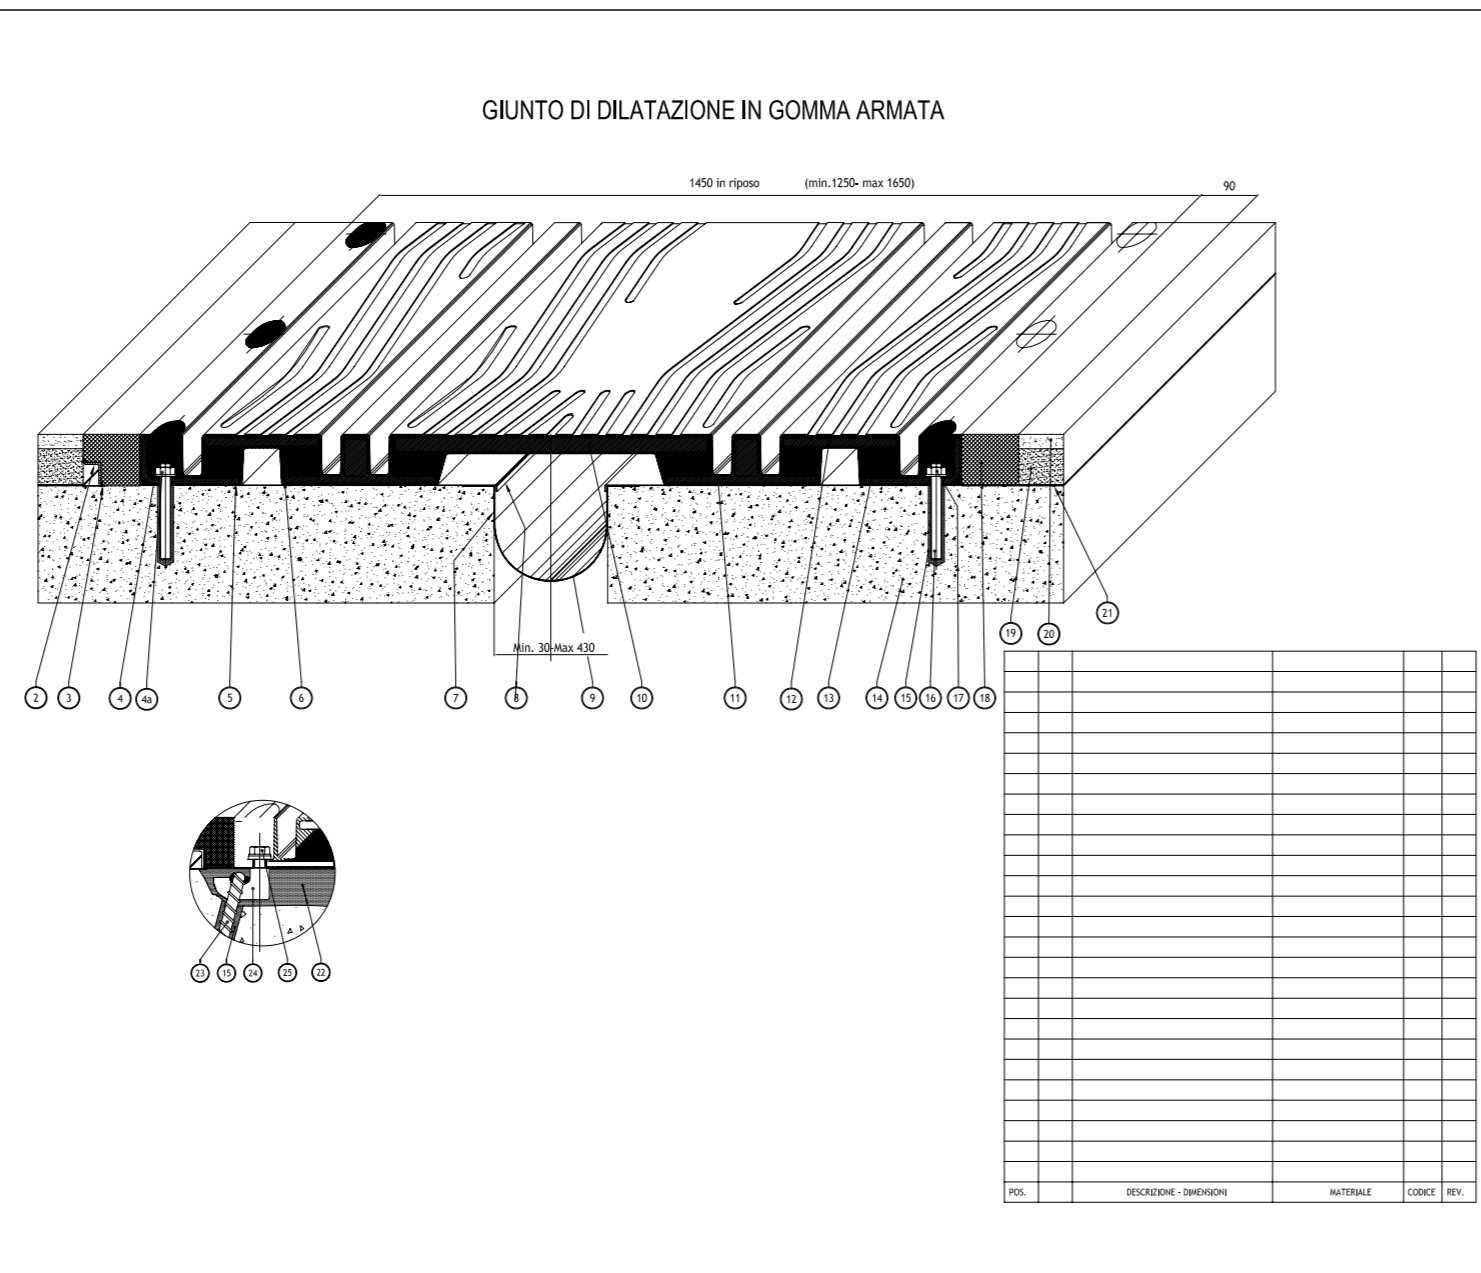 GIUNTO DI DILATAZIONE IN GOMMA ARMATA
1450 in riposo (min.1250- max 1650) 90
Min. 30-Max 430
19 20 21
2 3 4 4a 5 6 7 8 9 10 11 12 13 14 15 16 17 18
23 15 24 25 22
POS. DESCRIZIONE - DIMENSIONI MATERIALE CODICE REV.